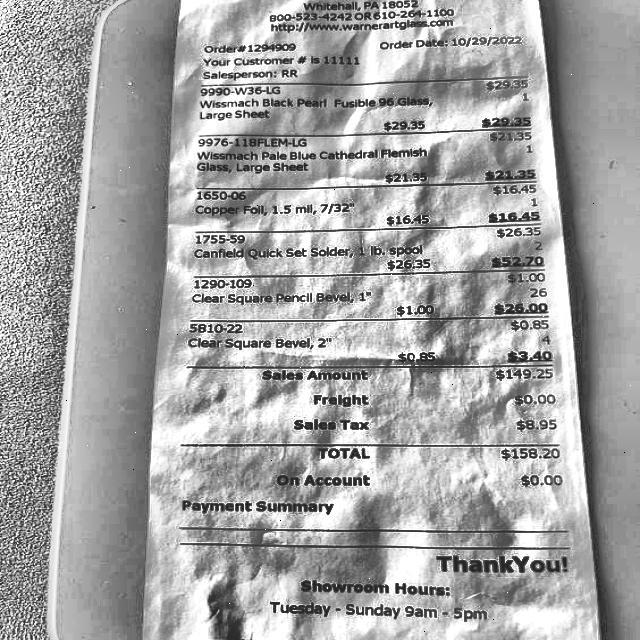 Whitehall, PA 18052
800-523-4242 OR 610-264-1100
http://www.warnerartglass.com
Order#1294909 Order Date: 10/29/2022
Your Custromer # is 11111
Salesperson: RR
9990-W36-LG $29.35
Wissmach Black Pearl Fusible 96 Glass, 1
Large Sheet
$29.35 $29.35
9976-118FLEM-LG $21.35
Wissmach Pale Blue Cathedral Flemish 1
Glass, Large Sheet
$21.35 $21.35
1650-06 $16.45
Copper Foil, 1.5 mil, 7/32" 1
$16.45 $16.45
1755-59 $26.35
Canfield Quick Set Solder, 1 lb. spool 2
$26.35 $52.70
1290-109 $1.00
Clear Square Pencil Bevel, 1" 26
$1.00 $26.00
5810-22 $0.85
Clear Square Bevel, 2" 4
$0.85 $3.40
Sales Amount $149.25
Freight $0.00
Sales Tax $8.95
TOTAL $158.20
On Account $0.00
Payment Summary
ThankYou!
Showroom Hours:
Tuesday - Sunday 9am - 5pm